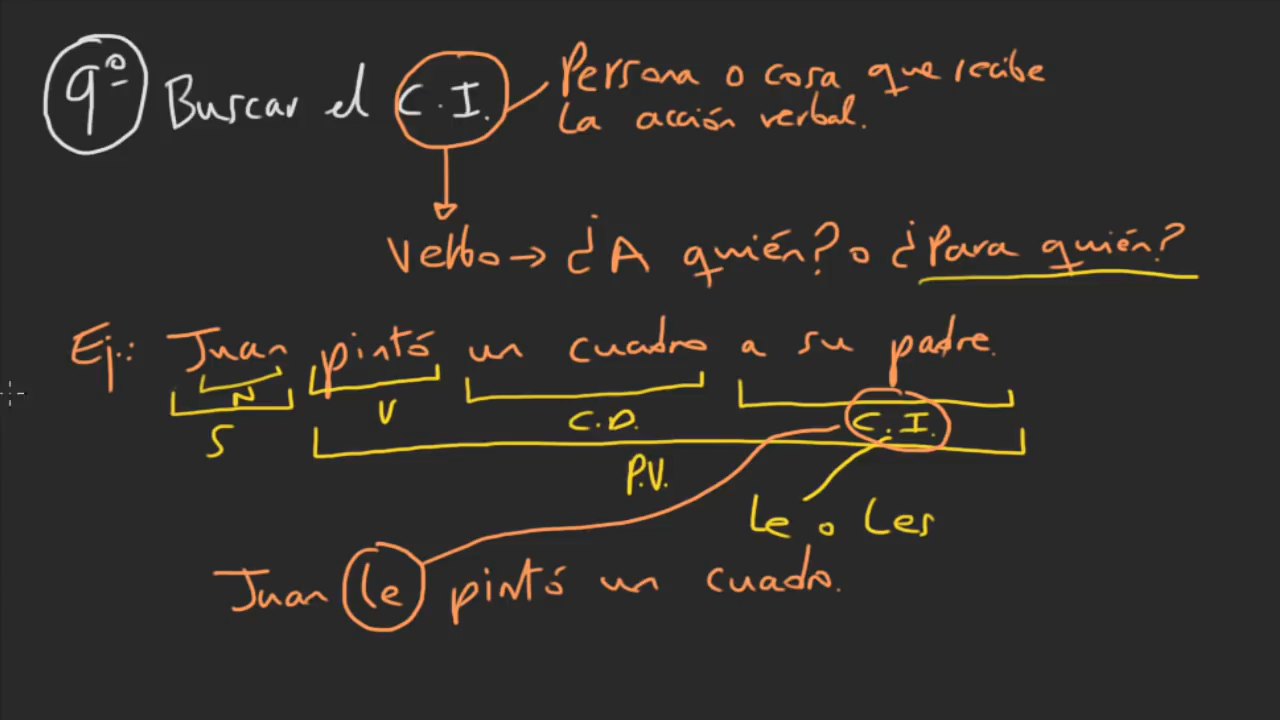 9º Buscar el C.I. Persona o cosa que recibe
la acción verbal.
Verbo → ¿A quién? o ¿Para quién?
Ej.: Juan pintó un cuadro a su padre.
N
S V C.D. C.I.
P.V.
le o les
Juan le pintó un cuadro.